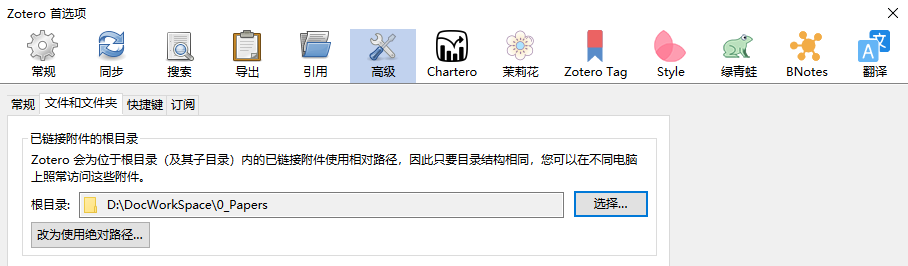 Zotero 首选项
常规 同步 搜索 导出 引用 高级 Chartero 茉莉花 Zotero Tag Style 绿青蛙 BNotes 翻译
常规 文件和文件夹 快捷键 订阅
已链接附件的根目录
Zotero 会为位于根目录（及其子目录）内的已链接附件使用相对路径，因此只要目录结构相同，您可以在不同电脑
上照常访问这些附件。
根目录: D:\DocWorkSpace\0_Papers 选择...
改为使用绝对路径...